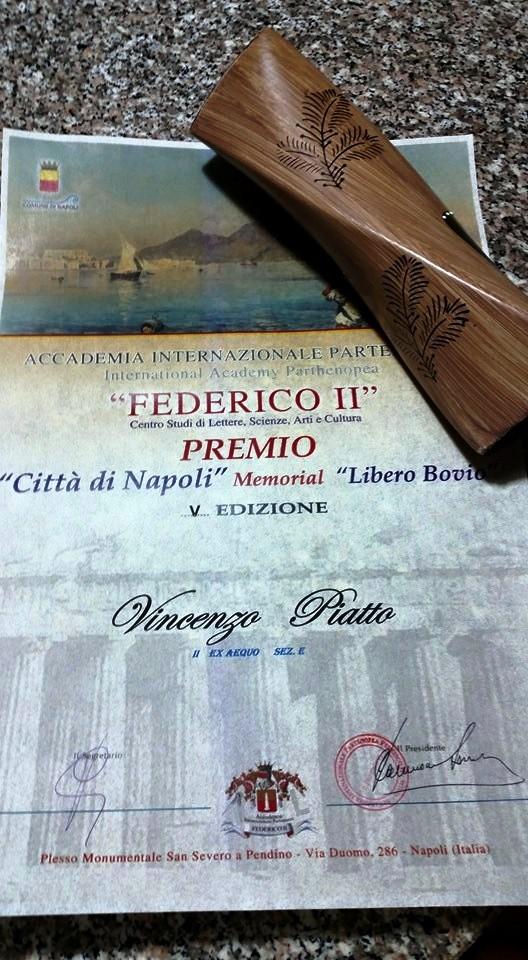 COMUNE DI NAPOLI
ACCADEMIA INTERNAZIONALE PARTE
International Academy Parthenopea
"FEDERICO II"
Centro Studi di Lettere, Scienze, Arti e Cultura
PREMIO
"Città di Napoli" Memorial "Libero Bovio"
V EDIZIONE
Vincenzo Piatto
II EX AEQUO SEZ. E
Il Segretario
Il Presidente
FEDERICO II
Plesso Monumentale San Severo a Pendino - Via Duomo, 286 - Napoli (Italia)